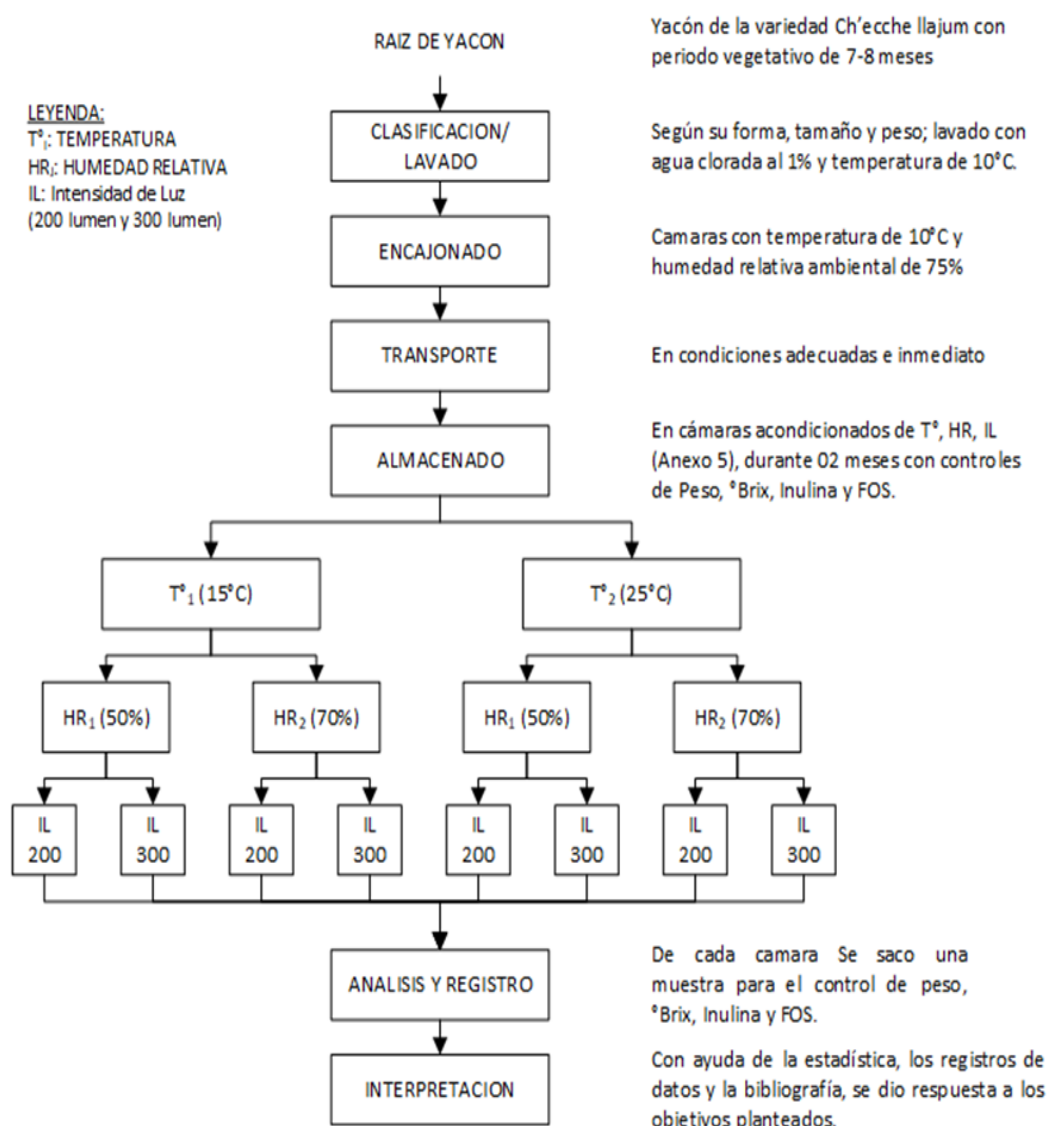 RAIZ DE YACON
Yacón de la variedad Ch'ecche llajum con
periodo vegetativo de 7-8 meses
LEYENDA:
T°i: TEMPERATURA
HRi: HUMEDAD RELATIVA
IL: Intensidad de Luz
(200 lumen y 300 lumen)
CLASIFICACION/
LAVADO
Según su forma, tamaño y peso; lavado con
agua clorada al 1% y temperatura de 10°C.
ENCAJONADO
Camaras con temperatura de 10°C y
humedad relativa ambiental de 75%
TRANSPORTE
En condiciones adecuadas e inmediato
ALMACENADO
En cámaras acondicionados de T°, HR, IL
(Anexo 5), durante 02 meses con controles
de Peso, °Brix, Inulina y FOS.
T°1 (15°C)
T°2 (25°C)
HR1 (50%)
HR2 (70%)
HR1 (50%)
HR2 (70%)
IL
200
IL
300
IL
200
IL
300
IL
200
IL
300
IL
200
IL
300
ANALISIS Y REGISTRO
De cada camara Se saco una
muestra para el control de peso,
°Brix, Inulina y FOS.
INTERPRETACION
Con ayuda de la estadística, los registros de
datos y la bibliografía, se dio respuesta a los
objetivos planteados.